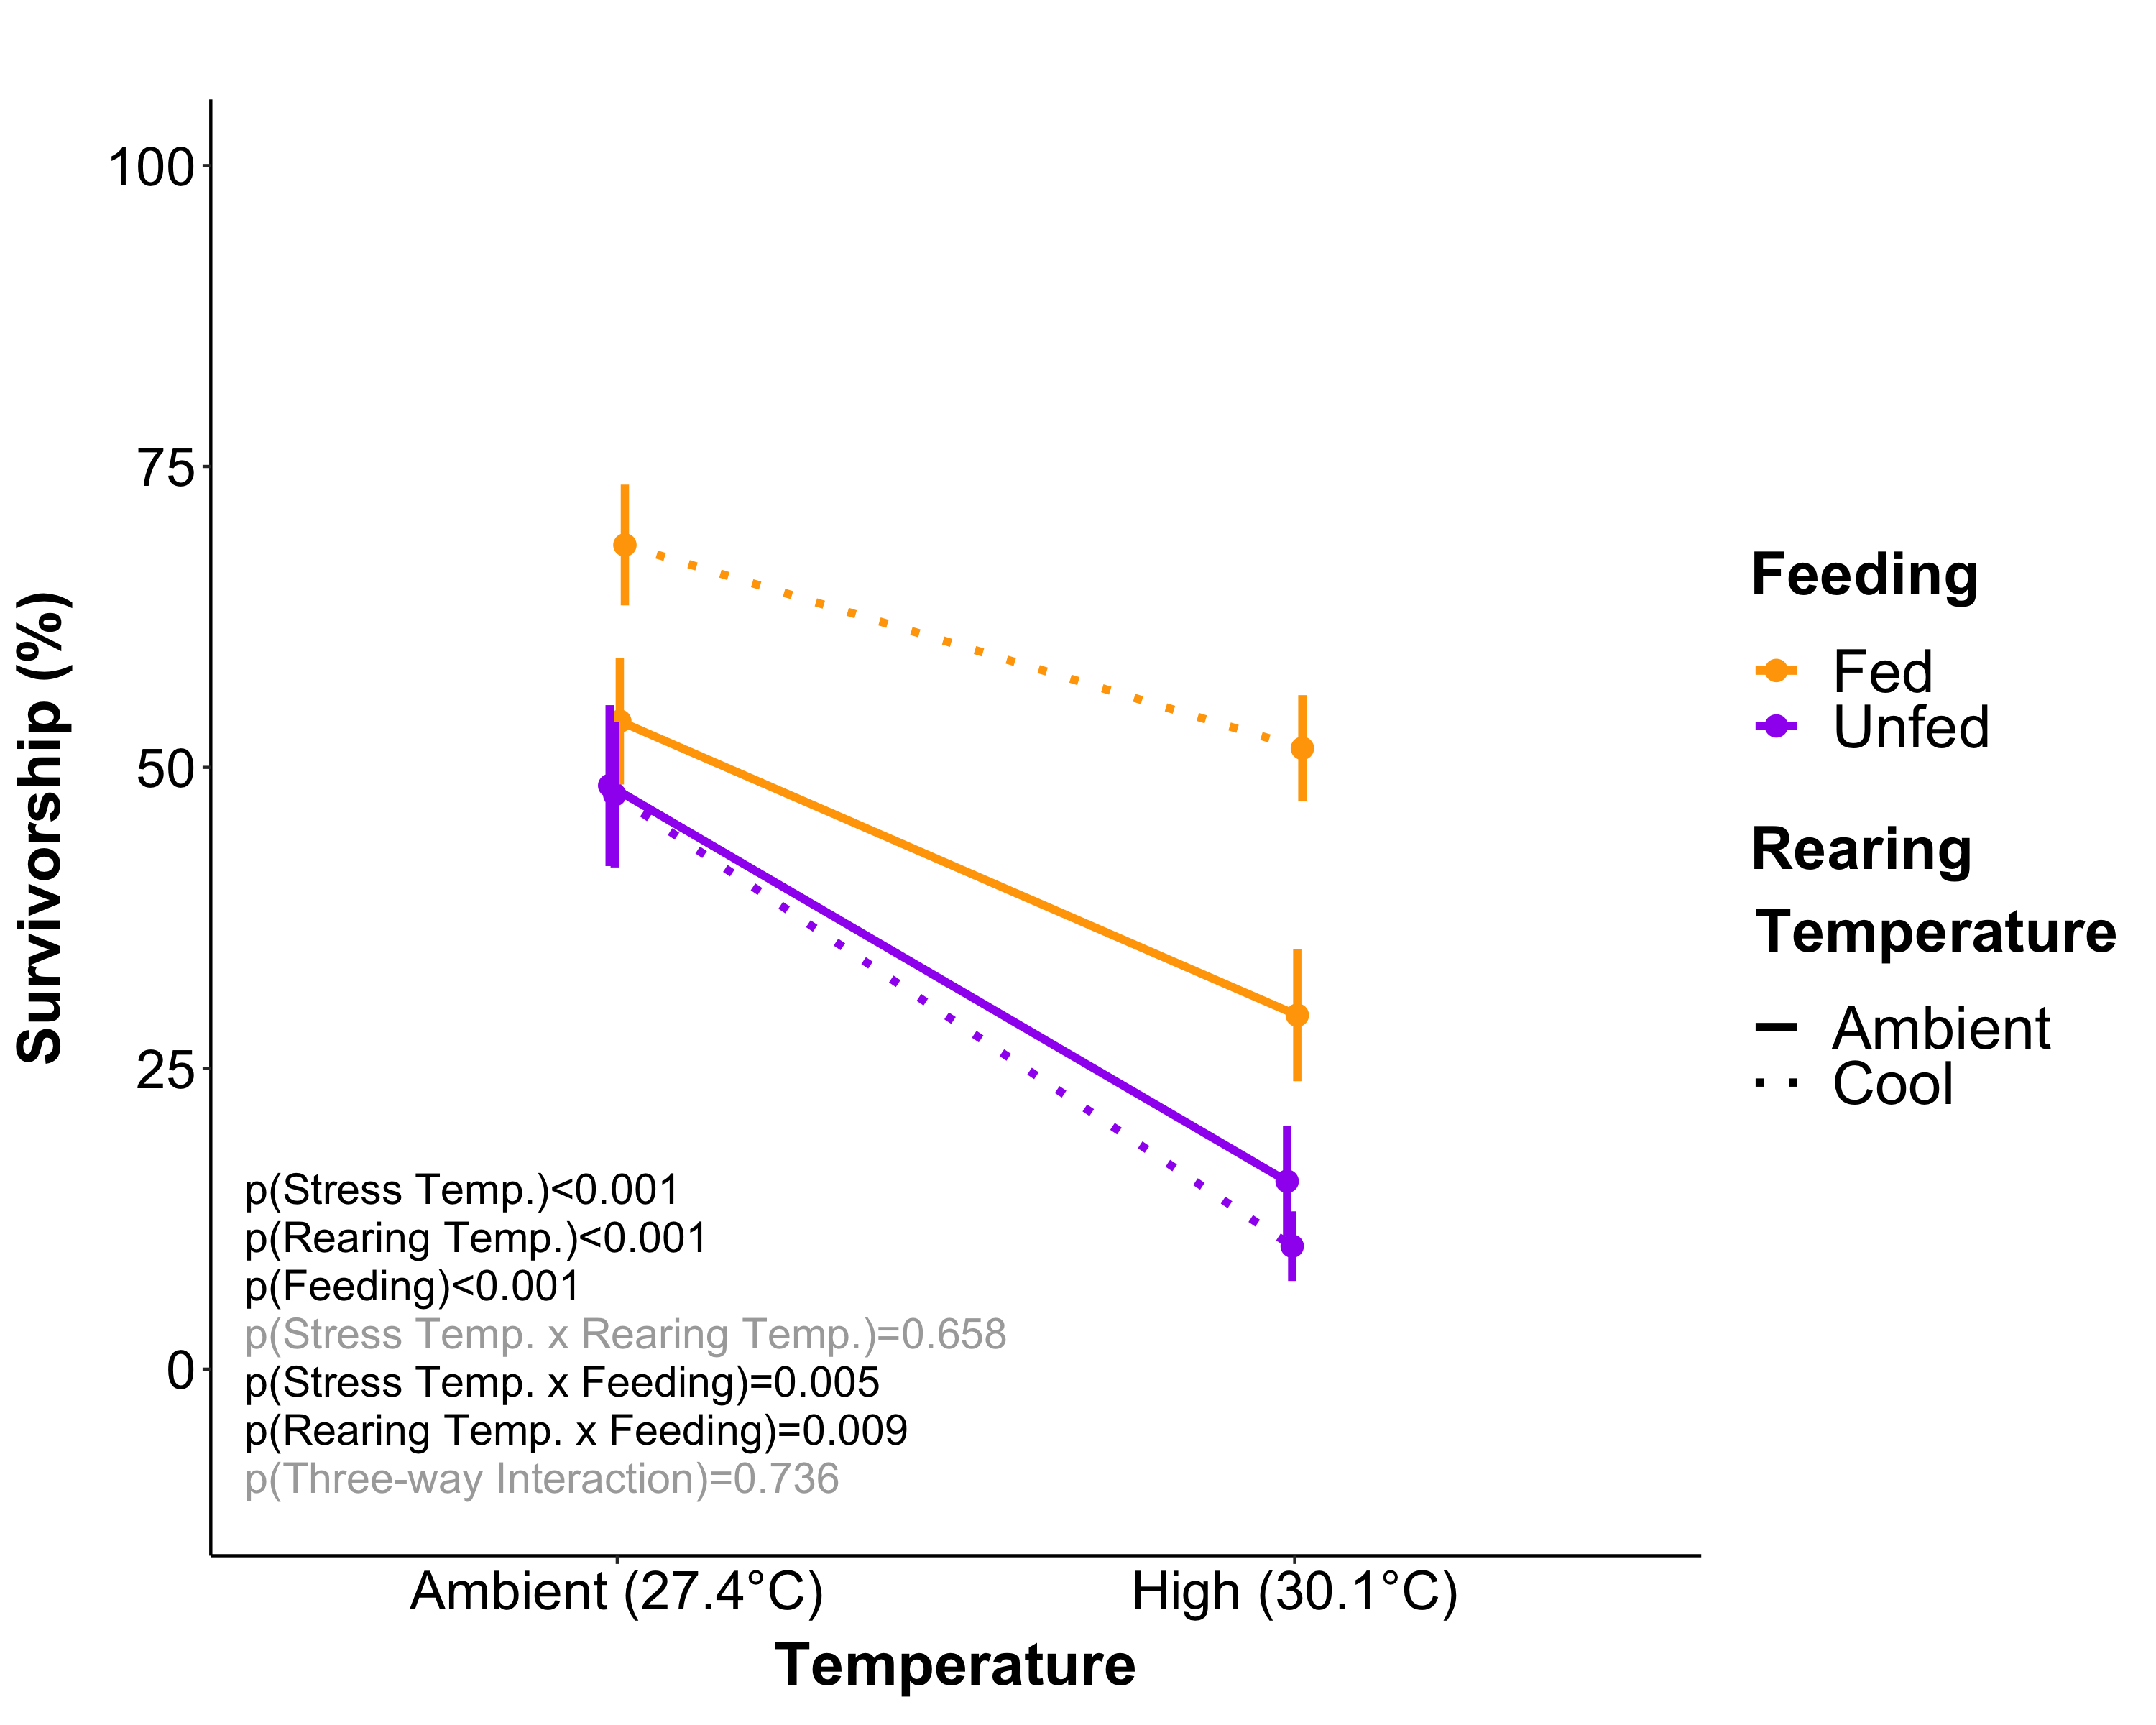 100
75
50
25
0
Survivorship (%)
p(Stress Temp.)<0.001
p(Rearing Temp.)<0.001
p(Feeding)<0.001
p(Stress Temp. x Rearing Temp.)=0.658
p(Stress Temp. x Feeding)=0.005
p(Rearing Temp. x Feeding)=0.009
p(Three-way Interaction)=0.736
Ambient (27.4°C)
High (30.1°C)
Temperature
Feeding
Fed
Unfed
Rearing
Temperature
Ambient
Cool